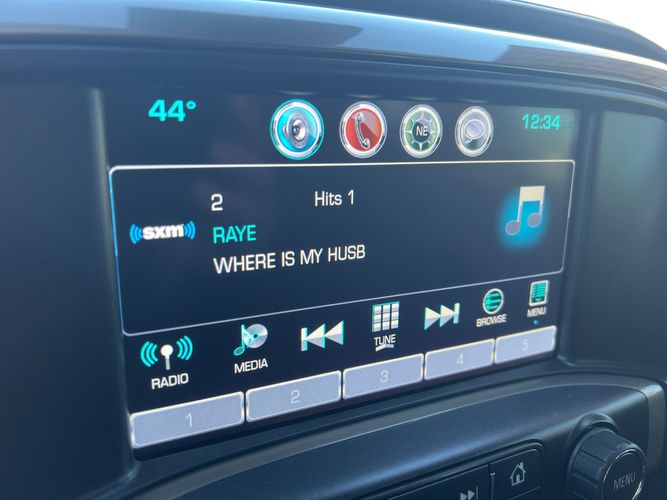 44° NE 12:34
2 Hits 1
sxm
RAYE
WHERE IS MY HUSB
RADIO MEDIA TUNE BROWSE MENU
1 2 3 4 5
MENU